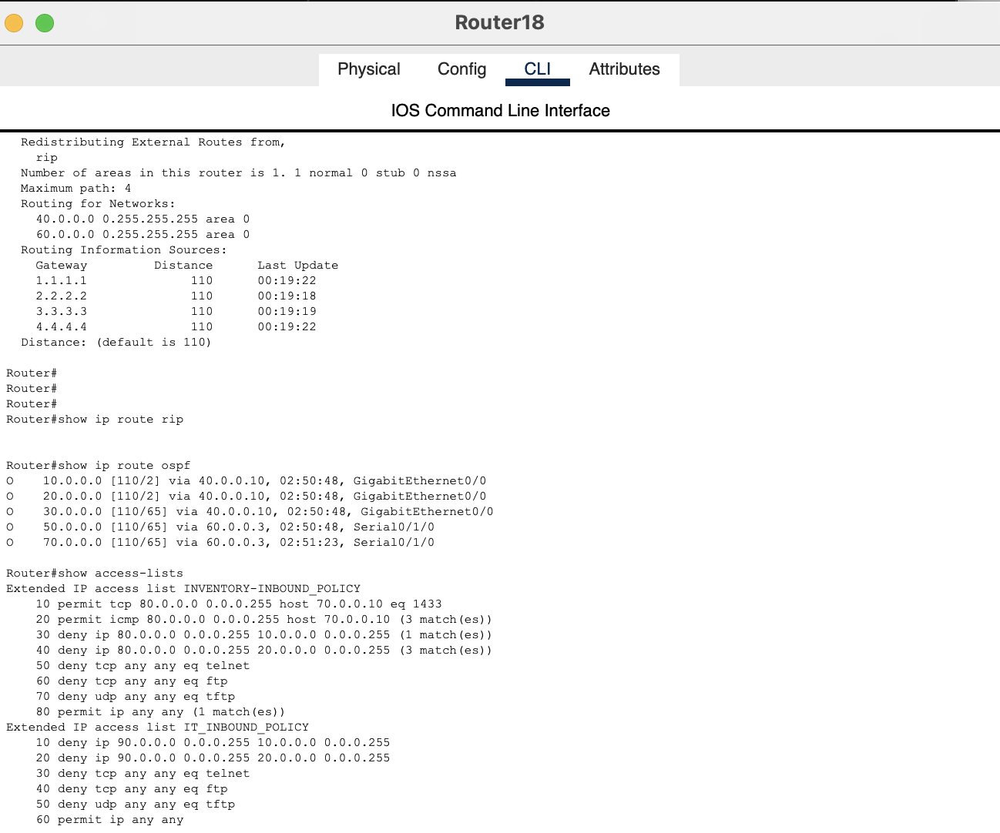 Router18
Physical Config CLI Attributes
IOS Command Line Interface
Redistributing External Routes from,
rip
Number of areas in this router is 1. 1 normal 0 stub 0 nssa
Maximum path: 4
Routing for Networks:
40.0.0.0 0.255.255.255 area 0
60.0.0.0 0.255.255.255 area 0
Routing Information Sources:
Gateway Distance Last Update
1.1.1.1 110 00:19:22
2.2.2.2 110 00:19:18
3.3.3.3 110 00:19:19
4.4.4.4 110 00:19:22
Distance: (default is 110)
Router#
Router#
Router#
Router#show ip route rip
Router#show ip route ospf
O 10.0.0.0 [110/2] via 40.0.0.10, 02:50:48, GigabitEthernet0/0
O 20.0.0.0 [110/2] via 40.0.0.10, 02:50:48, GigabitEthernet0/0
O 30.0.0.0 [110/65] via 40.0.0.10, 02:50:48, GigabitEthernet0/0
O 50.0.0.0 [110/65] via 60.0.0.3, 02:50:48, Serial0/1/0
O 70.0.0.0 [110/65] via 60.0.0.3, 02:51:23, Serial0/1/0
Router#show access-lists
Extended IP access list INVENTORY-INBOUND_POLICY
10 permit tcp 80.0.0.0 0.0.0.255 host 70.0.0.10 eq 1433
20 permit icmp 80.0.0.0 0.0.0.255 host 70.0.0.10 (3 match(es))
30 deny ip 80.0.0.0 0.0.0.255 10.0.0.0 0.0.0.255 (1 match(es))
40 deny ip 80.0.0.0 0.0.0.255 20.0.0.0 0.0.0.255 (3 match(es))
50 deny tcp any any eq telnet
60 deny tcp any any eq ftp
70 deny udp any any eq tftp
80 permit ip any any (1 match(es))
Extended IP access list IT_INBOUND_POLICY
10 deny ip 90.0.0.0 0.0.0.255 10.0.0.0 0.0.0.255
20 deny ip 90.0.0.0 0.0.0.255 20.0.0.0 0.0.0.255
30 deny tcp any any eq telnet
40 deny tcp any any eq ftp
50 deny udp any any eq tftp
60 permit ip any any